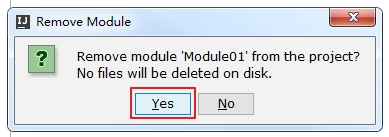 Remove Module
Remove module 'Module01' from the project?
No files will be deleted on disk.
Yes No